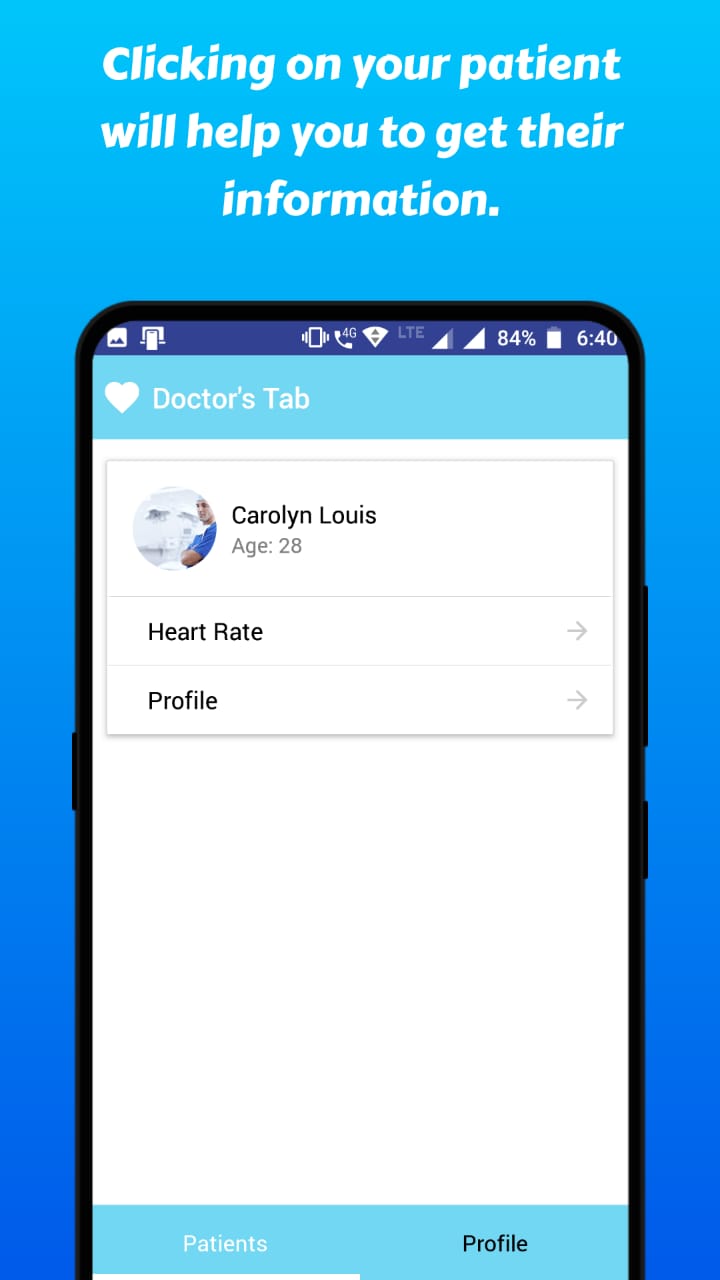 Clicking on your patient
will help you to get their
information.
4G LTE 84% 6:40
Doctor's Tab
Carolyn Louis
Age: 28
Heart Rate
Profile
Patients Profile